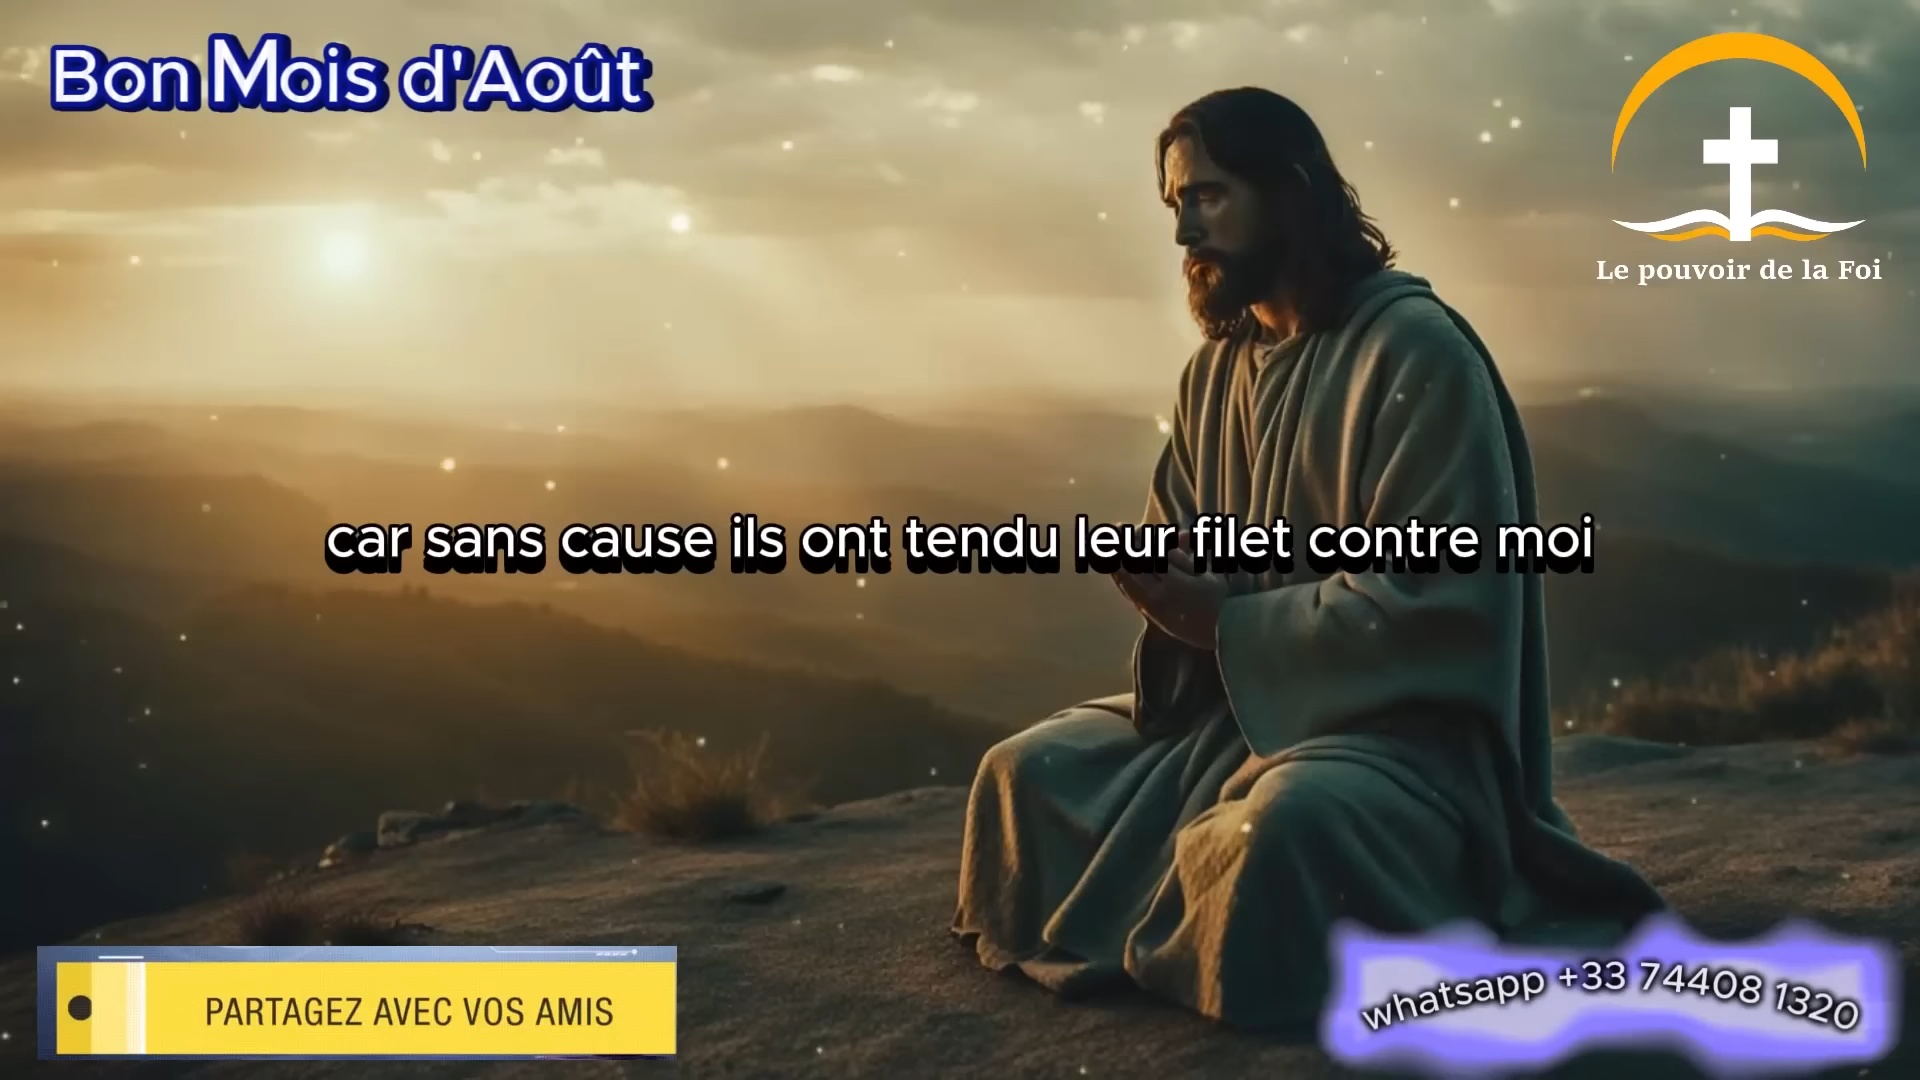 Bon Mois d'Août
Le pouvoir de la Foi
car sans cause ils ont tendu leur filet contre moi
PARTAGEZ AVEC VOS AMIS
whatsapp +33 74408 1320